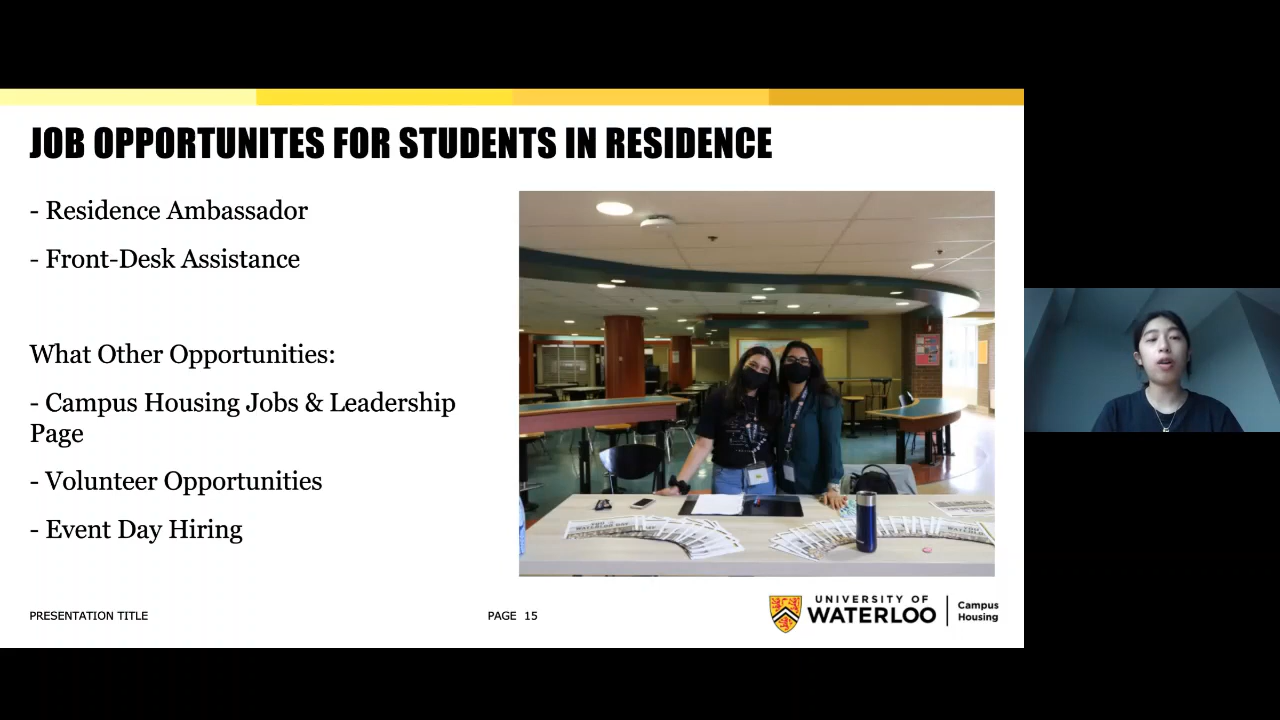 JOB OPPORTUNITES FOR STUDENTS IN RESIDENCE
- Residence Ambassador
- Front-Desk Assistance
What Other Opportunities:
- Campus Housing Jobs & Leadership
Page
- Volunteer Opportunities
- Event Day Hiring
PRESENTATION TITLE
PAGE 15
UNIVERSITY OF
WATERLOO
Campus
Housing